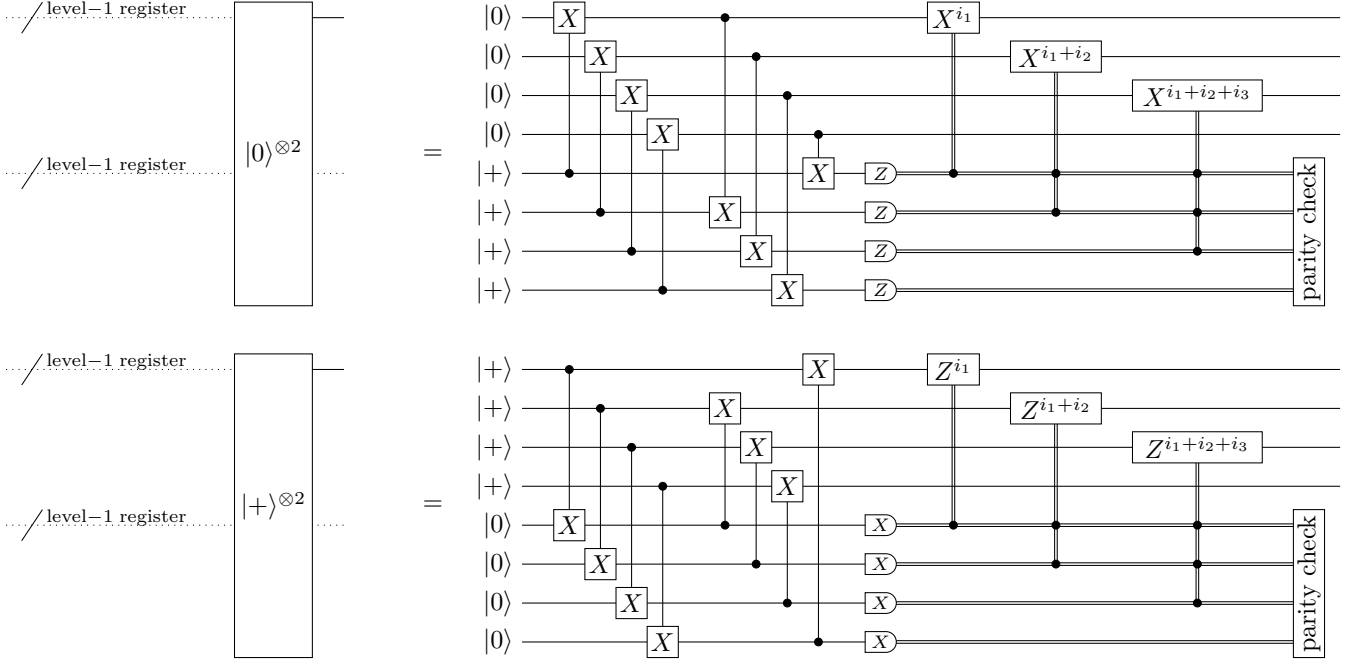 level−1 register
|0⟩ X X^{i_1}
|0⟩ X X^{i_1+i_2}
|0⟩ X X^{i_1+i_2+i_3}
|0⟩ X
|0⟩^{⊗2} =
level−1 register
|+⟩ X Z
|+⟩ X Z
|+⟩ X Z
|+⟩ X Z
parity check
level−1 register
|+⟩ X Z^{i_1}
|+⟩ X Z^{i_1+i_2}
|+⟩ X Z^{i_1+i_2+i_3}
|+⟩ X
|+⟩^{⊗2} =
level−1 register
|0⟩ X X
|0⟩ X X
|0⟩ X X
|0⟩ X X
parity check